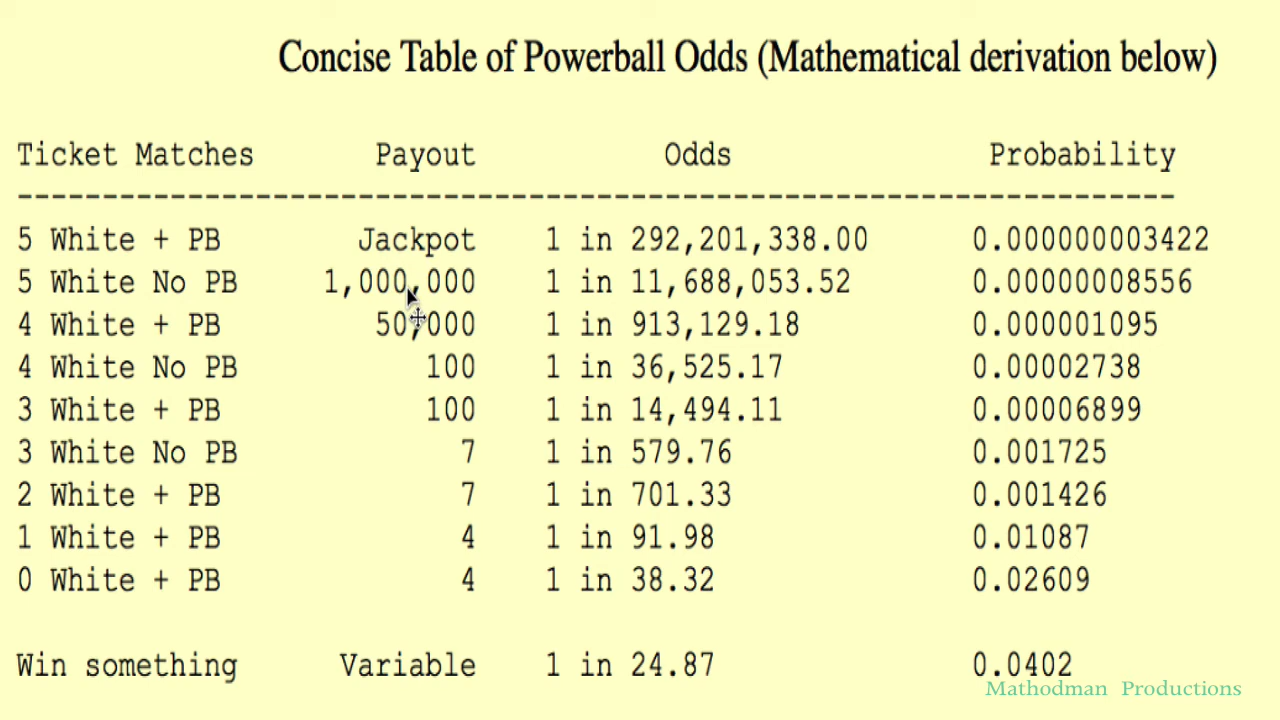 Concise Table of Powerball Odds (Mathematical derivation below)
Ticket Matches Payout Odds Probability
--------------------------------------------------------------------
5 White + PB Jackpot 1 in 292,201,338.00 0.000000003422
5 White No PB 1,000,000 1 in 11,688,053.52 0.00000008556
4 White + PB 50,000 1 in 913,129.18 0.000001095
4 White No PB 100 1 in 36,525.17 0.00002738
3 White + PB 100 1 in 14,494.11 0.00006899
3 White No PB 7 1 in 579.76 0.001725
2 White + PB 7 1 in 701.33 0.001426
1 White + PB 4 1 in 91.98 0.01087
0 White + PB 4 1 in 38.32 0.02609
Win something Variable 1 in 24.87 0.0402
Mathodman Productions